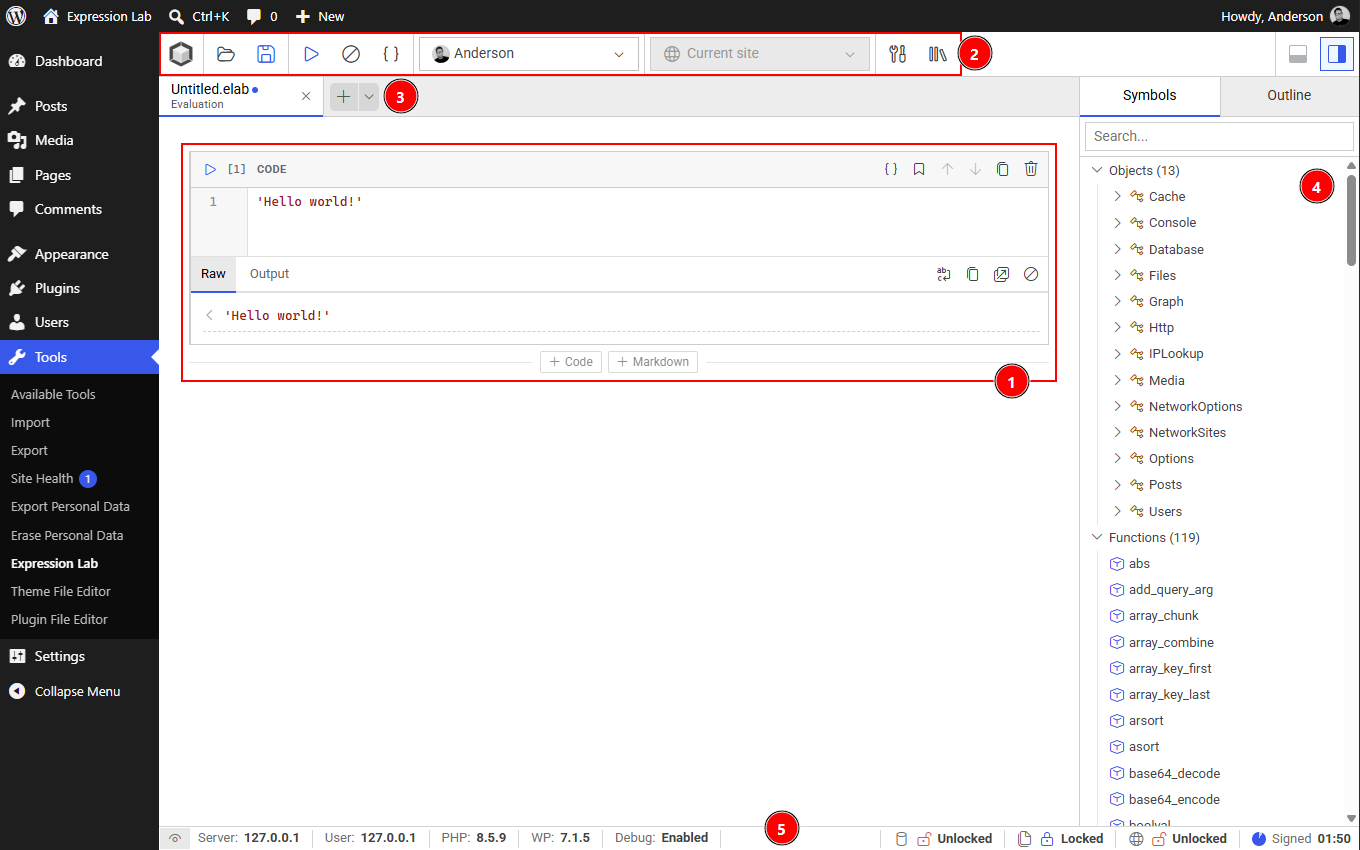 Expression Lab Ctrl+K 0 New Howdy, Anderson
Dashboard
Posts
Media
Pages
Comments
Appearance
Plugins
Users
Tools
Available Tools
Import
Export
Site Health 1
Export Personal Data
Erase Personal Data
Expression Lab
Theme File Editor
Plugin File Editor
Settings
Collapse Menu
{ } Anderson Current site 2
Untitled.elab
Evaluation
3
[1] CODE { }
1 'Hello world!'
Raw Output ab c
'Hello world!'
+ Code + Markdown
1
Symbols Outline
Search...
Objects (13)
4
Cache
Console
Database
Files
Graph
Http
IPLookup
Media
NetworkOptions
NetworkSites
Options
Posts
Users
Functions (119)
abs
add_query_arg
array_chunk
array_combine
array_key_first
array_key_last
arsort
asort
base64_decode
base64_encode
boolval
Server: 127.0.0.1 User: 127.0.0.1 PHP: 8.5.9 WP: 7.1.5 Debug: Enabled 5 Unlocked Locked Unlocked Signed 01:50